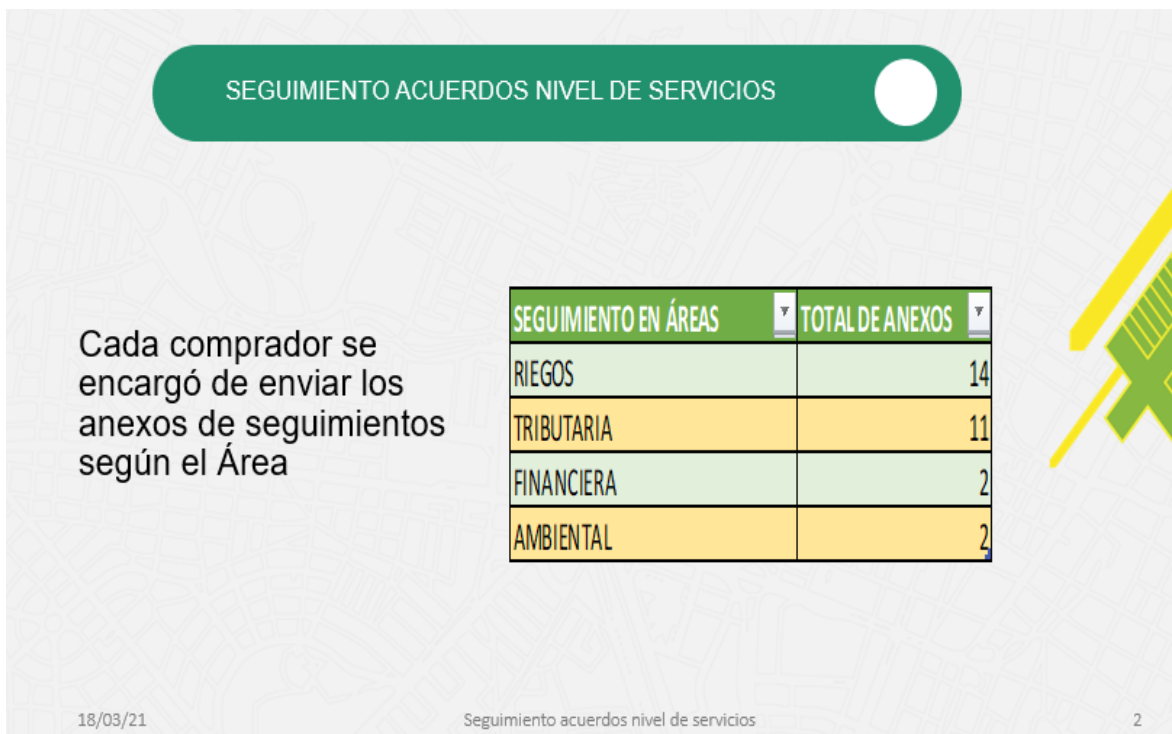 SEGUIMIENTO ACUERDOS NIVEL DE SERVICIOS
Cada comprador se
encargó de enviar los
anexos de seguimientos
según el Área
SEGUIMIENTO EN ÁREAS TOTAL DE ANEXOS
RIEGOS 14
TRIBUTARIA 11
FINANCIERA 2
AMBIENTAL 2
18/03/21 Seguimiento acuerdos nivel de servicios 2